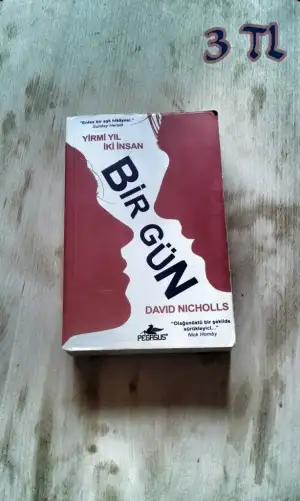 3 TL
"Enfes bir aşk hikâyesi."
Sunday Herald
YİRMİ YIL
İKİ İNSAN
BİR GÜN
DAVID NICHOLLS
"Olağanüstü bir şekilde
sürükleyici..."
Nick Hornby
PEGASUS